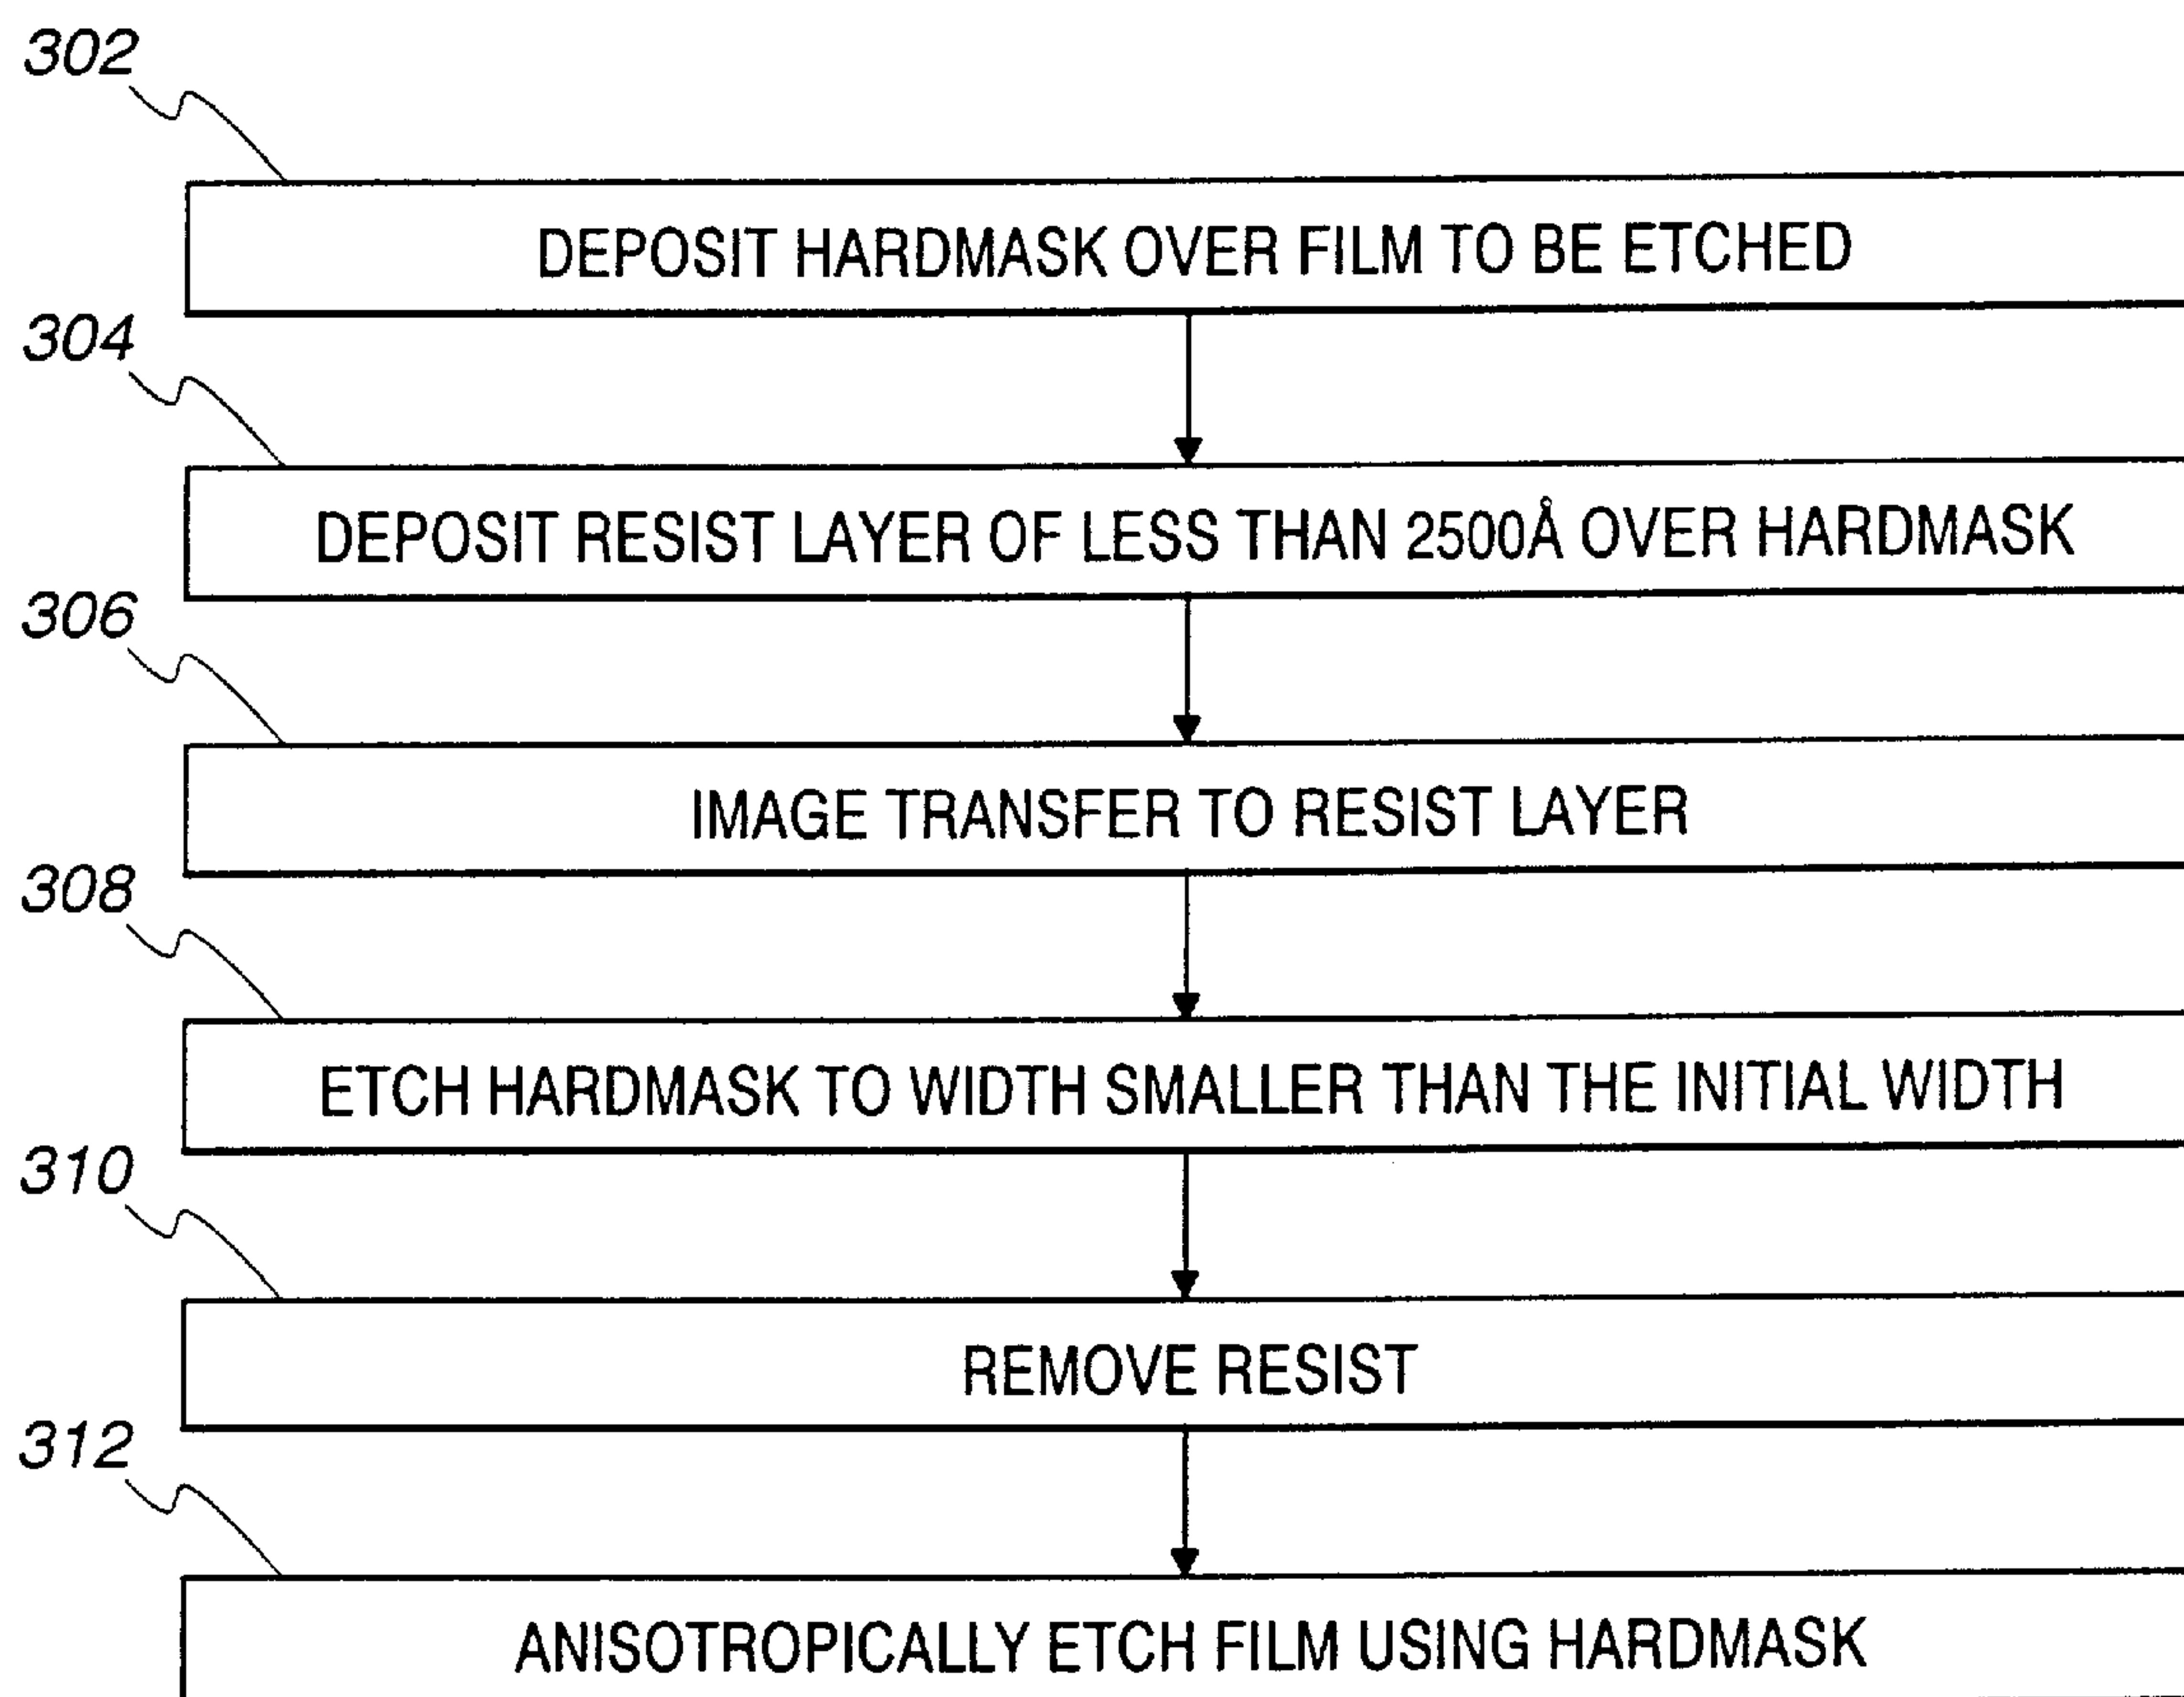 302
DEPOSIT HARDMASK OVER FILM TO BE ETCHED
304
DEPOSIT RESIST LAYER OF LESS THAN 2500Å OVER HARDMASK
306
IMAGE TRANSFER TO RESIST LAYER
308
ETCH HARDMASK TO WIDTH SMALLER THAN THE INITIAL WIDTH
310
REMOVE RESIST
312
ANISOTROPICALLY ETCH FILM USING HARDMASK